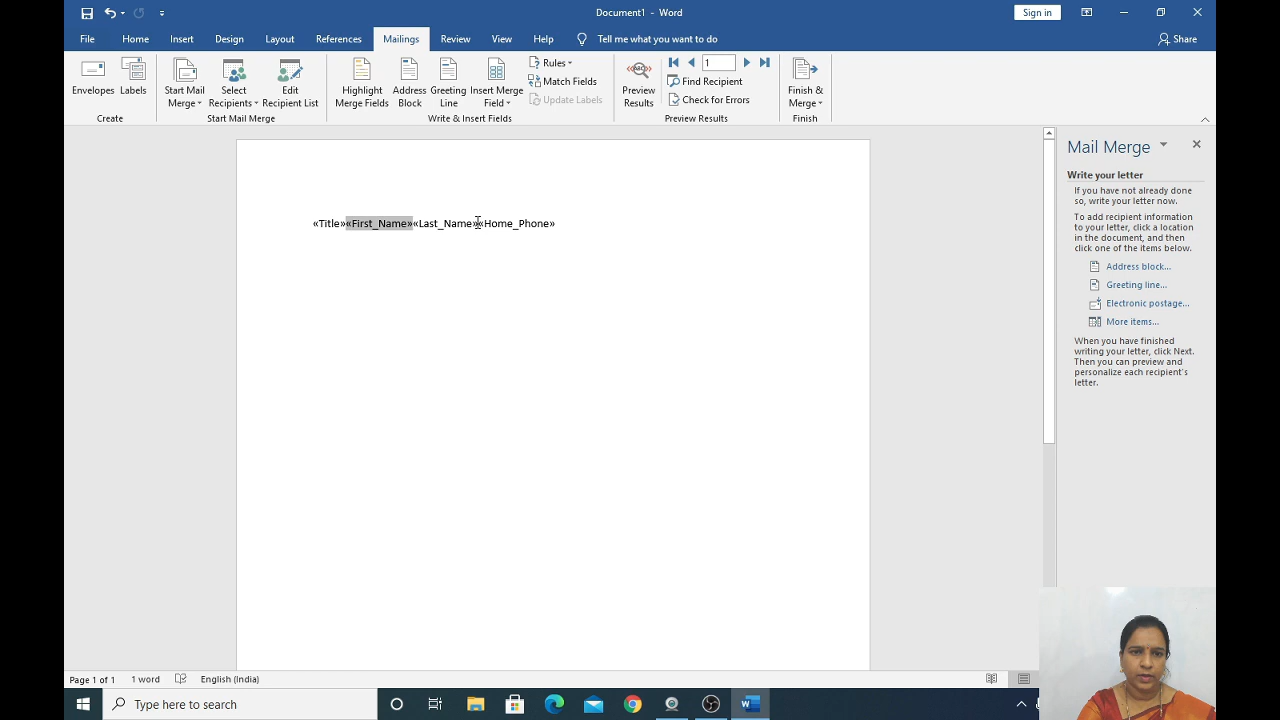 Document1 - Word
Sign in
File Home Insert Design Layout References Mailings Review View Help Tell me what you want to do Share
Envelopes Labels
Create
Start Mail Merge
Select Recipients
Edit Recipient List
Start Mail Merge
Highlight Merge Fields
Address Block
Greeting Line
Insert Merge Field
Rules
Match Fields
Update Labels
Write & Insert Fields
Preview Results
ABC
1
Find Recipient
Check for Errors
Preview Results
Finish & Merge
Finish
«Title»«First_Name»«Last_Name»«Home_Phone»
Mail Merge
Write your letter
If you have not already done
so, write your letter now.
To add recipient information
to your letter, click a location
in the document, and then
click one of the items below.
Address block...
Greeting line...
Electronic postage...
More items...
When you have finished
writing your letter, click Next.
Then you can preview and
personalize each recipient's
letter.
Page 1 of 1 1 word English (India)
Type here to search